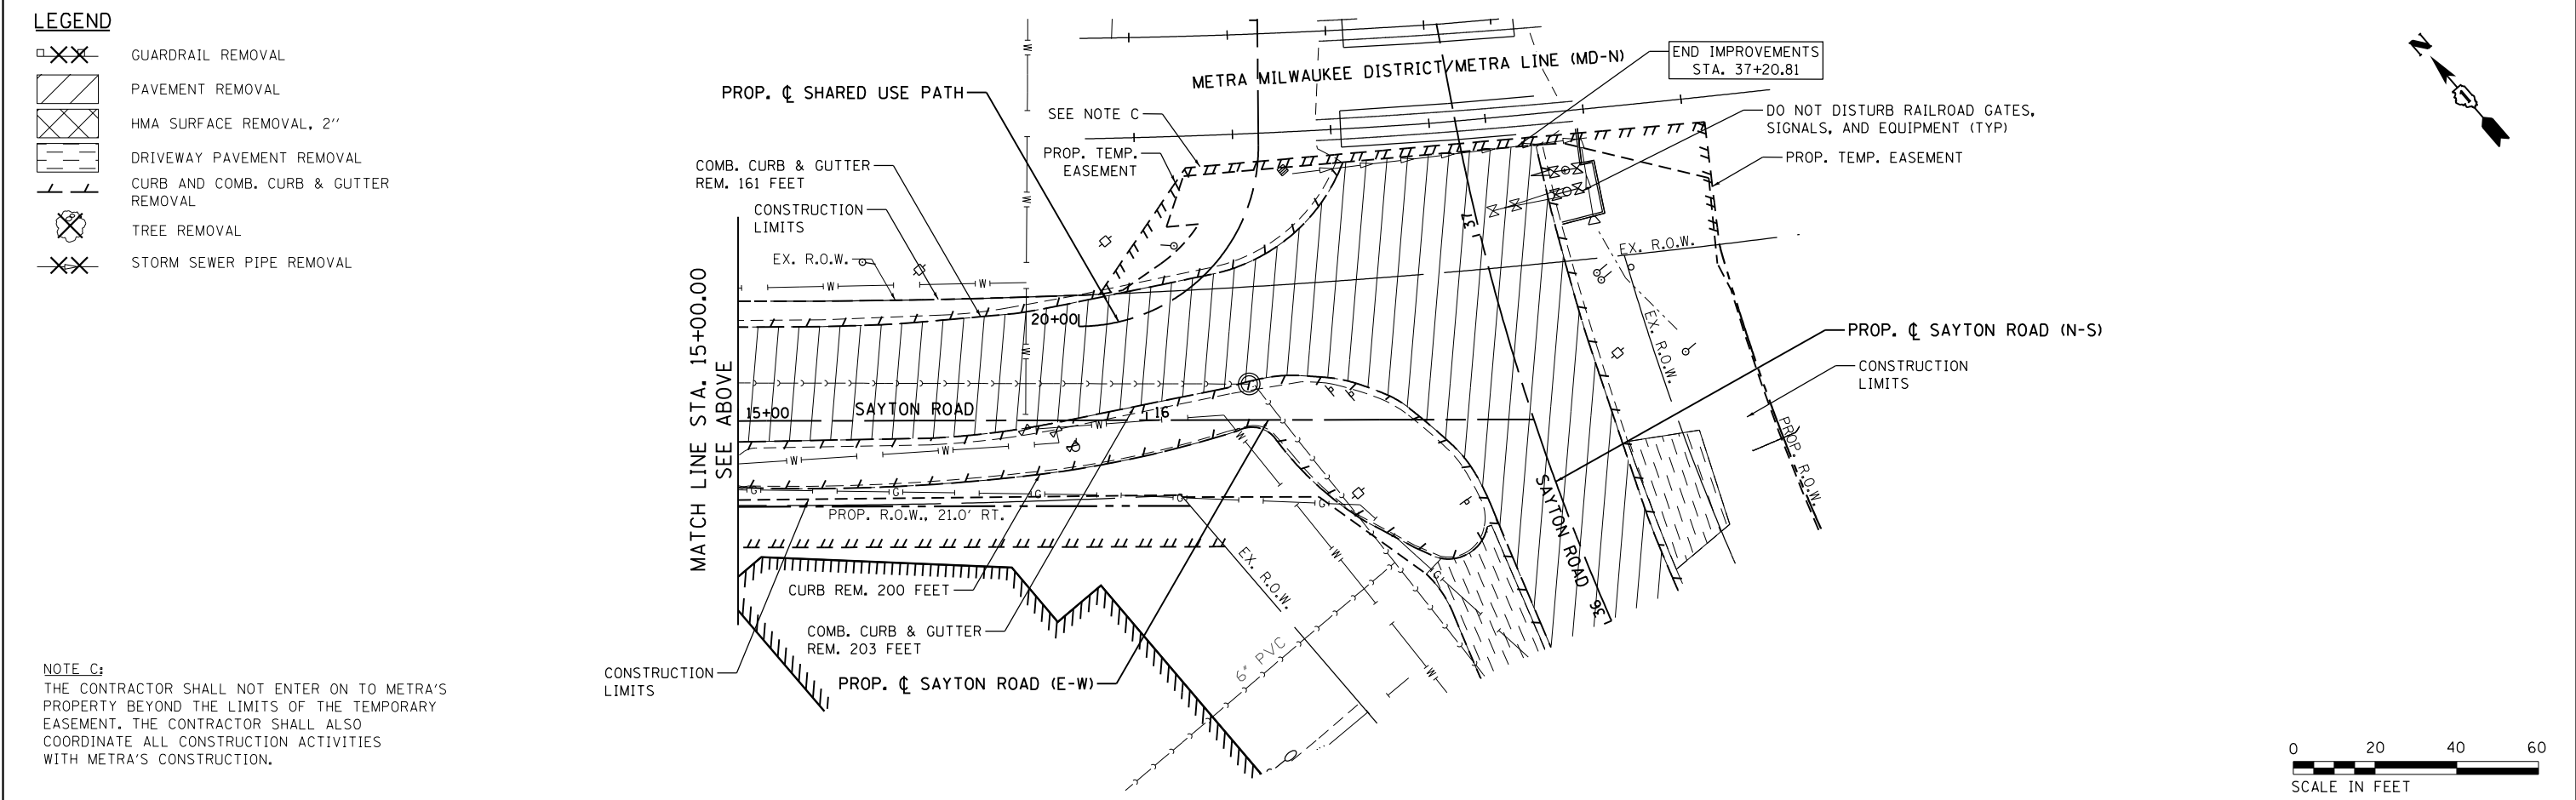 LEGEND
GUARDRAIL REMOVAL
PAVEMENT REMOVAL
HMA SURFACE REMOVAL, 2"
DRIVEWAY PAVEMENT REMOVAL
CURB AND COMB. CURB & GUTTER
REMOVAL
TREE REMOVAL
STORM SEWER PIPE REMOVAL
NOTE C:
THE CONTRACTOR SHALL NOT ENTER ON TO METRA'S
PROPERTY BEYOND THE LIMITS OF THE TEMPORARY
EASEMENT. THE CONTRACTOR SHALL ALSO
COORDINATE ALL CONSTRUCTION ACTIVITIES
WITH METRA'S CONSTRUCTION.
MATCH LINE STA. 15+00.00
SEE ABOVE
METRA MILWAUKEE DISTRICT/METRA LINE (MD-N)
END IMPROVEMENTS
STA. 37+20.81
PROP. ℄ SHARED USE PATH
SEE NOTE C
DO NOT DISTURB RAILROAD GATES,
SIGNALS, AND EQUIPMENT (TYP)
PROP. TEMP.
EASEMENT
PROP. TEMP. EASEMENT
COMB. CURB & GUTTER
REM. 161 FEET
CONSTRUCTION
LIMITS
EX. R.O.W.
37
EX. R.O.W.
W
W
W
W
W
W
20+00
EX. R.O.W.
PROP. ℄ SAYTON ROAD (N-S)
CONSTRUCTION
LIMITS
15+00
SAYTON ROAD
16
W
W
W
W
P
P
P
PROP. R.O.W.
G
G
G
G
G
PROP. R.O.W., 21.0' RT.
SAYTON ROAD
36
W
G
EX. R.O.W.
CURB REM. 200 FEET
COMB. CURB & GUTTER
REM. 203 FEET
6" PVC
W
CONSTRUCTION
LIMITS
PROP. ℄ SAYTON ROAD (E-W)
N
0 20 40 60
SCALE IN FEET